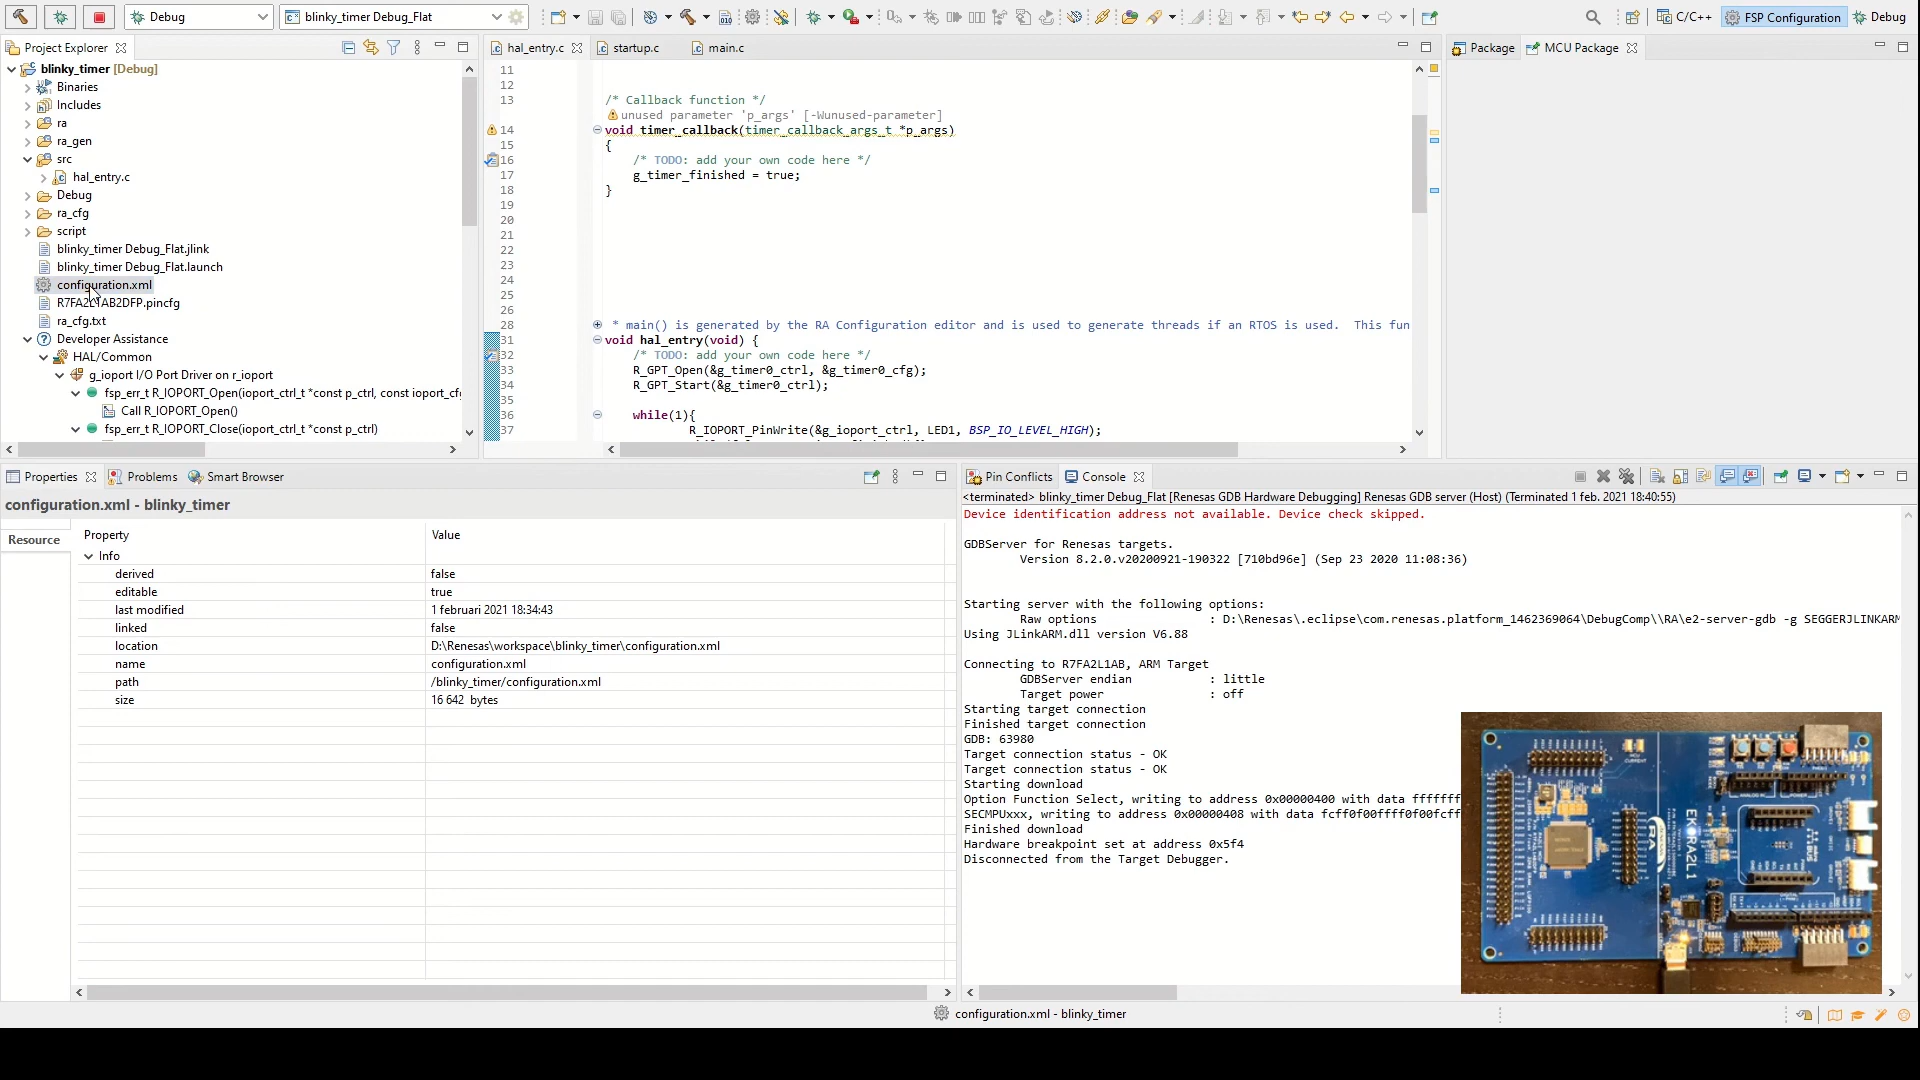 Debug
blinky_timer Debug_Flat
C/C++
FSP Configuration
Debug
Project Explorer
blinky_timer [Debug]
Binaries
Includes
ra
ra_gen
src
hal_entry.c
Debug
ra_cfg
script
blinky_timer Debug_Flat.jlink
blinky_timer Debug_Flat.launch
configuration.xml
R7FA2L1AB2DFP.pincfg
ra_cfg.txt
Developer Assistance
HAL/Common
g_ioport I/O Port Driver on r_ioport
fsp_err_t R_IOPORT_Open(ioport_ctrl_t *const p_ctrl, const ioport_cfg
Call R_IOPORT_Open()
fsp_err_t R_IOPORT_Close(ioport_ctrl_t *const p_ctrl)
hal_entry.c
startup.c
main.c
11
12
13 /* Callback function */
unused parameter 'p_args' [-Wunused-parameter]
14 void timer_callback(timer_callback_args_t *p_args)
15 {
16 /* TODO: add your own code here */
17 g_timer_finished = true;
18 }
19
20
21
22
23
24
25
26
28 * main() is generated by the RA Configuration editor and is used to generate threads if an RTOS is used.  This fun
31 void hal_entry(void) {
32 /* TODO: add your own code here */
33 R_GPT_Open(&g_timer0_ctrl, &g_timer0_cfg);
34 R_GPT_Start(&g_timer0_ctrl);
35
36 while(1){
37 R_IOPORT_PinWrite(&g_ioport_ctrl, LED1, BSP_IO_LEVEL_HIGH);
Package
MCU Package
Properties
Problems
Smart Browser
configuration.xml - blinky_timer
Resource
Property Value
Info
derived false
editable true
last modified 1 februari 2021 18:34:43
linked false
location D:\Renesas\workspace\blinky_timer\configuration.xml
name configuration.xml
path /blinky_timer/configuration.xml
size 16 642 bytes
Pin Conflicts
Console
<terminated> blinky_timer Debug_Flat [Renesas GDB Hardware Debugging] Renesas GDB server (Host) (Terminated 1 feb. 2021 18:40:55)
Device identification address not available. Device check skipped.
GDBServer for Renesas targets.
Version 8.2.0.v20200921-190322 [710bd96e] (Sep 23 2020 11:08:36)
Starting server with the following options:
Raw options : D:\Renesas\.eclipse\com.renesas.platform_1462369064\DebugComp\\RA\e2-server-gdb -g SEGGERJLINKARM
Using JLinkARM.dll version V6.88
Connecting to R7FA2L1AB, ARM Target
GDBServer endian : little
Target power : off
Starting target connection
Finished target connection
GDB: 63980
Target connection status - OK
Target connection status - OK
Starting download
Option Function Select, writing to address 0x00000400 with data fffffff
SECMPUxxx, writing to address 0x00000408 with data fcff0f00ffff0f00fcff
Finished download
Hardware breakpoint set at address 0x5f4
Disconnected from the Target Debugger.
RA
EK-RA2L1
configuration.xml - blinky_timer